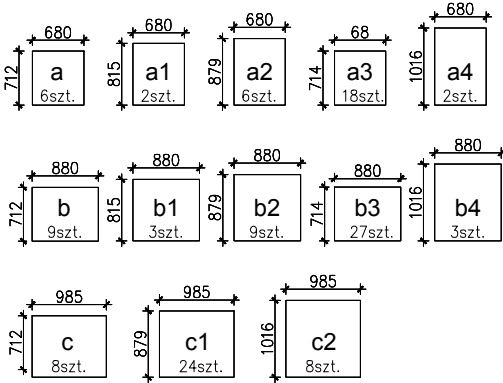 680 680 680 68 680
712 a 815 a1 879 a2 714 a3 1016 a4
6szt. 2szt. 6szt. 18szt. 2szt.
880 880 880 880 880
712 b 815 b1 879 b2 714 b3 1016 b4
9szt. 3szt. 9szt. 27szt. 3szt.
985 985 985
712 c 879 c1 1016 c2
8szt. 24szt. 8szt.